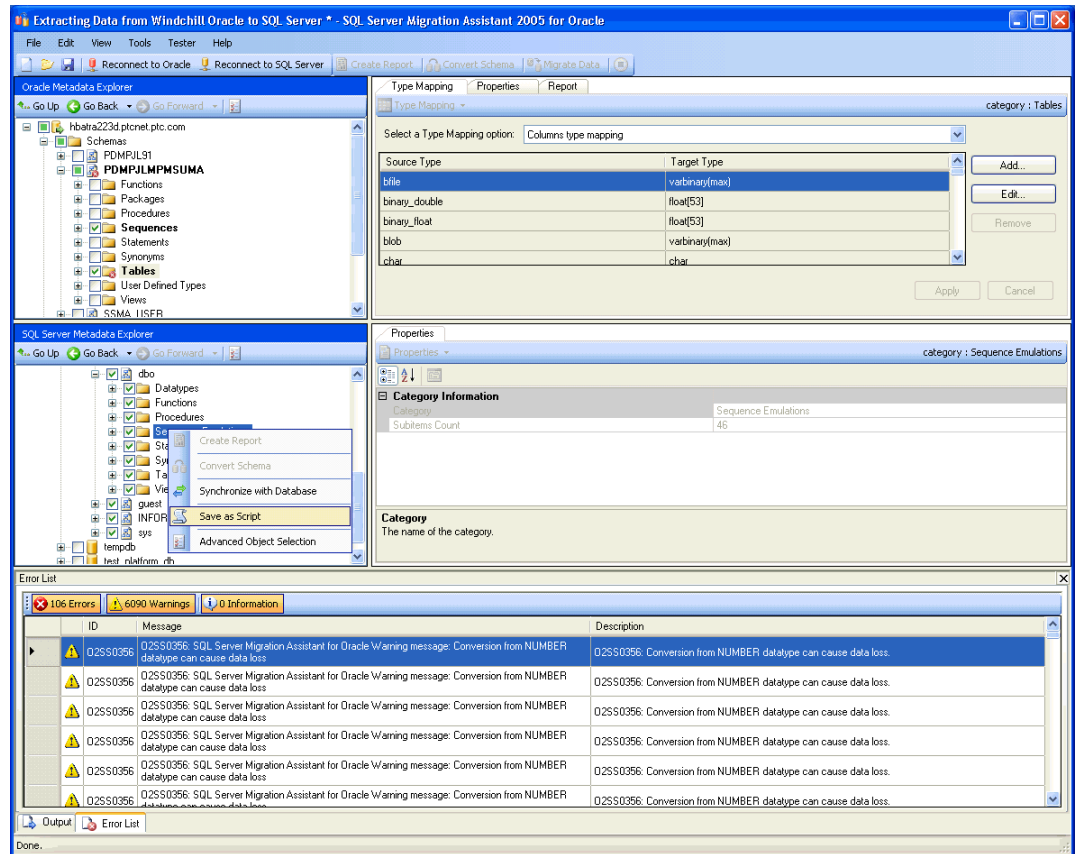 Extracting Data from Windchill Oracle to SQL Server * - SQL Server Migration Assistant 2005 for Oracle
File Edit View Tools Tester Help
Reconnect to Oracle Reconnect to SQL Server Create Report Convert Schema Migrate Data
Oracle Metadata Explorer
Go Up Go Back Go Forward
hbatra223d.ptcnet.ptc.com
Schemas
PDMPJL91
PDMPJLMPMSUMA
Functions
Packages
Procedures
Sequences
Statements
Synonyms
Tables
User Defined Types
Views
SSMA_USER
Type Mapping Properties Report
Type Mapping category : Tables
Select a Type Mapping option: Columns type mapping
Source Type Target Type
bfile varbinary(max)
binary_double float[53]
binary_float float[53]
blob varbinary(max)
char char
Add...
Edit...
Remove
Apply Cancel
SQL Server Metadata Explorer
Go Up Go Back Go Forward
dbo
Datatypes
Functions
Procedures
Se
Sta
Sy
Ta
Vie
guest
INFOR
sys
tempdb
test_platform_db
Create Report
Convert Schema
Synchronize with Database
Save as Script
Advanced Object Selection
Properties
Properties category : Sequence Emulations
Category Information
Category Sequence Emulations
Subitems Count 46
Category
The name of the category.
Error List
106 Errors 6090 Warnings 0 Information
ID Message Description
O2SS0356 O2SS0356: SQL Server Migration Assistant for Oracle Warning message: Conversion from NUMBER
datatype can cause data loss O2SS0356: Conversion from NUMBER datatype can cause data loss.
O2SS0356 O2SS0356: SQL Server Migration Assistant for Oracle Warning message: Conversion from NUMBER
datatype can cause data loss O2SS0356: Conversion from NUMBER datatype can cause data loss.
O2SS0356 O2SS0356: SQL Server Migration Assistant for Oracle Warning message: Conversion from NUMBER
datatype can cause data loss O2SS0356: Conversion from NUMBER datatype can cause data loss.
O2SS0356 O2SS0356: SQL Server Migration Assistant for Oracle Warning message: Conversion from NUMBER
datatype can cause data loss O2SS0356: Conversion from NUMBER datatype can cause data loss.
O2SS0356 O2SS0356: SQL Server Migration Assistant for Oracle Warning message: Conversion from NUMBER
datatype can cause data loss O2SS0356: Conversion from NUMBER datatype can cause data loss.
O2SS0356 O2SS0356: SQL Server Migration Assistant for Oracle Warning message: Conversion from NUMBER
datatype can cause data loss O2SS0356: Conversion from NUMBER datatype can cause data loss.
Output Error List
Done.